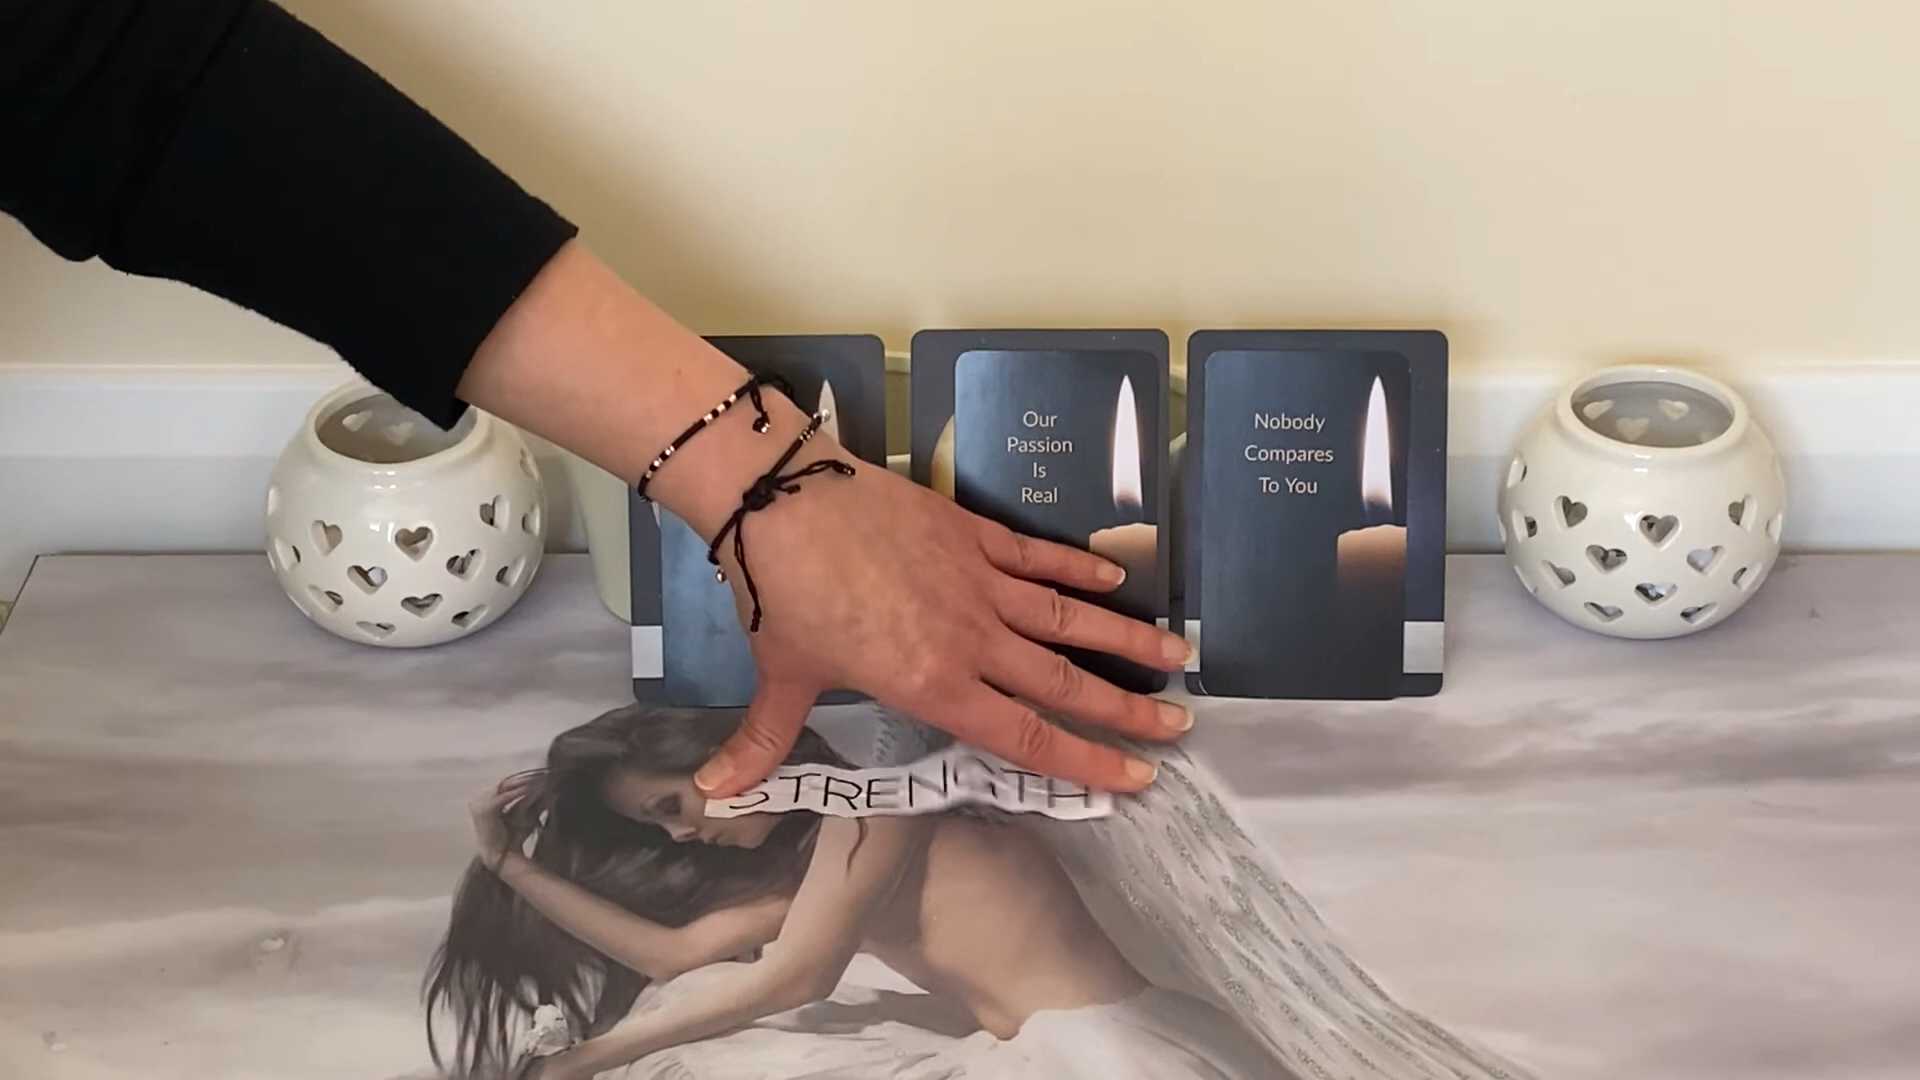 Our
Passion
Is
Real
Nobody
Compares
To You
STRENGTH